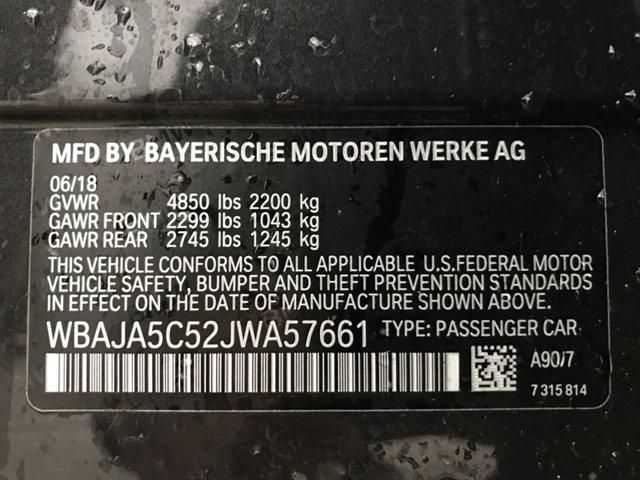 MFD BY BAYERISCHE MOTOREN WERKE AG
06/18
GVWR 4850 lbs 2200 kg
GAWR FRONT 2299 lbs 1043 kg
GAWR REAR 2745 lbs 1245 kg
THIS VEHICLE CONFORMS TO ALL APPLICABLE U.S.FEDERAL MOTOR
VEHICLE SAFETY, BUMPER AND THEFT PREVENTION STANDARDS
IN EFFECT ON THE DATE OF MANUFACTURE SHOWN ABOVE.
WBAJA5C52JWA57661 TYPE: PASSENGER CAR
A90/7
7 315 814